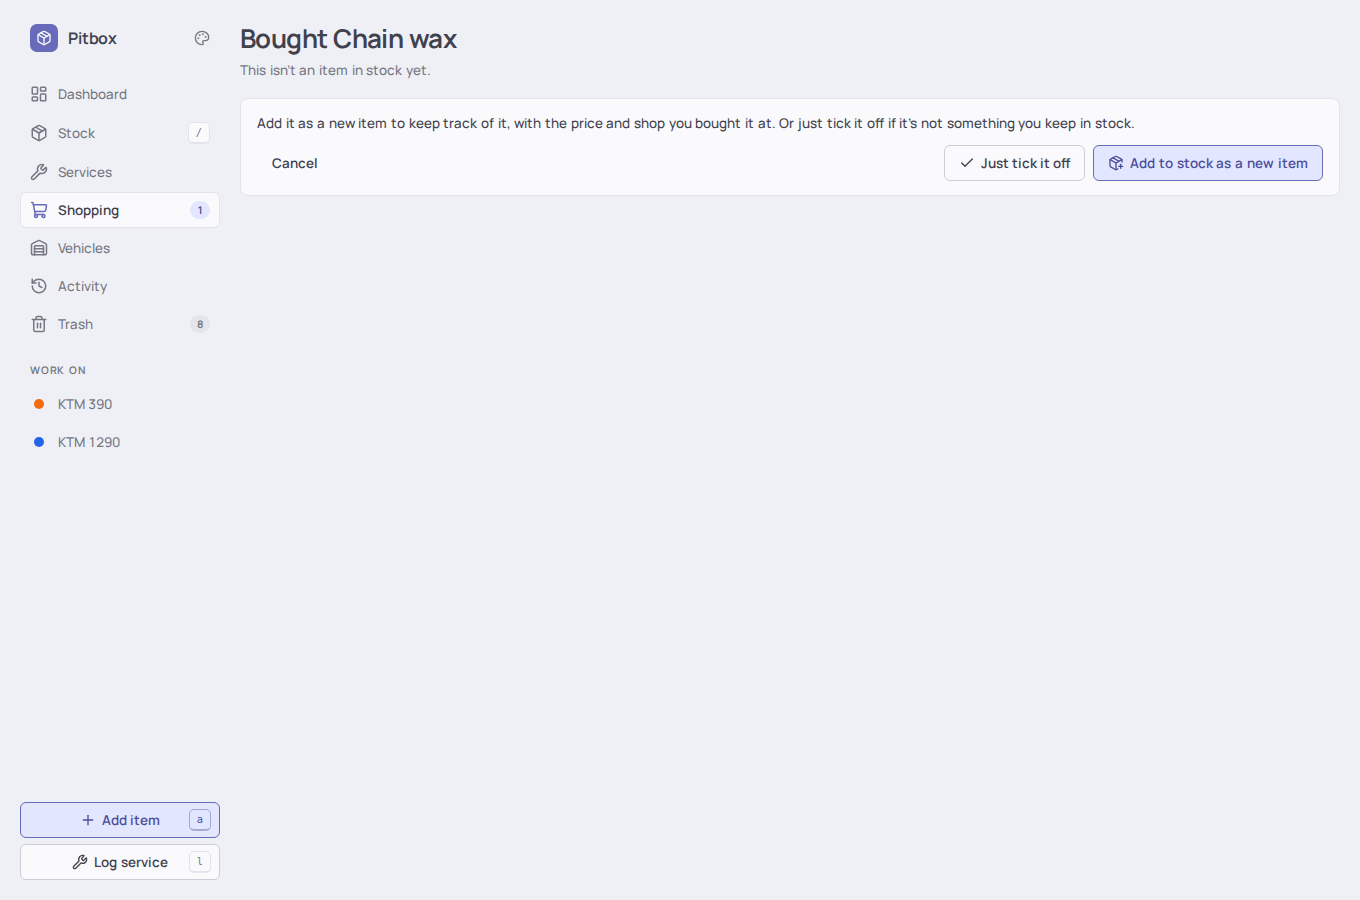 Pitbox
Dashboard
Stock /
Services
Shopping 1
Vehicles
Activity
Trash 8
WORK ON
KTM 390
KTM 1290
Add item a
Log service l
Bought Chain wax
This isn't an item in stock yet.
Add it as a new item to keep track of it, with the price and shop you bought it at. Or just tick it off if it's not something you keep in stock.
Cancel
Just tick it off
Add to stock as a new item